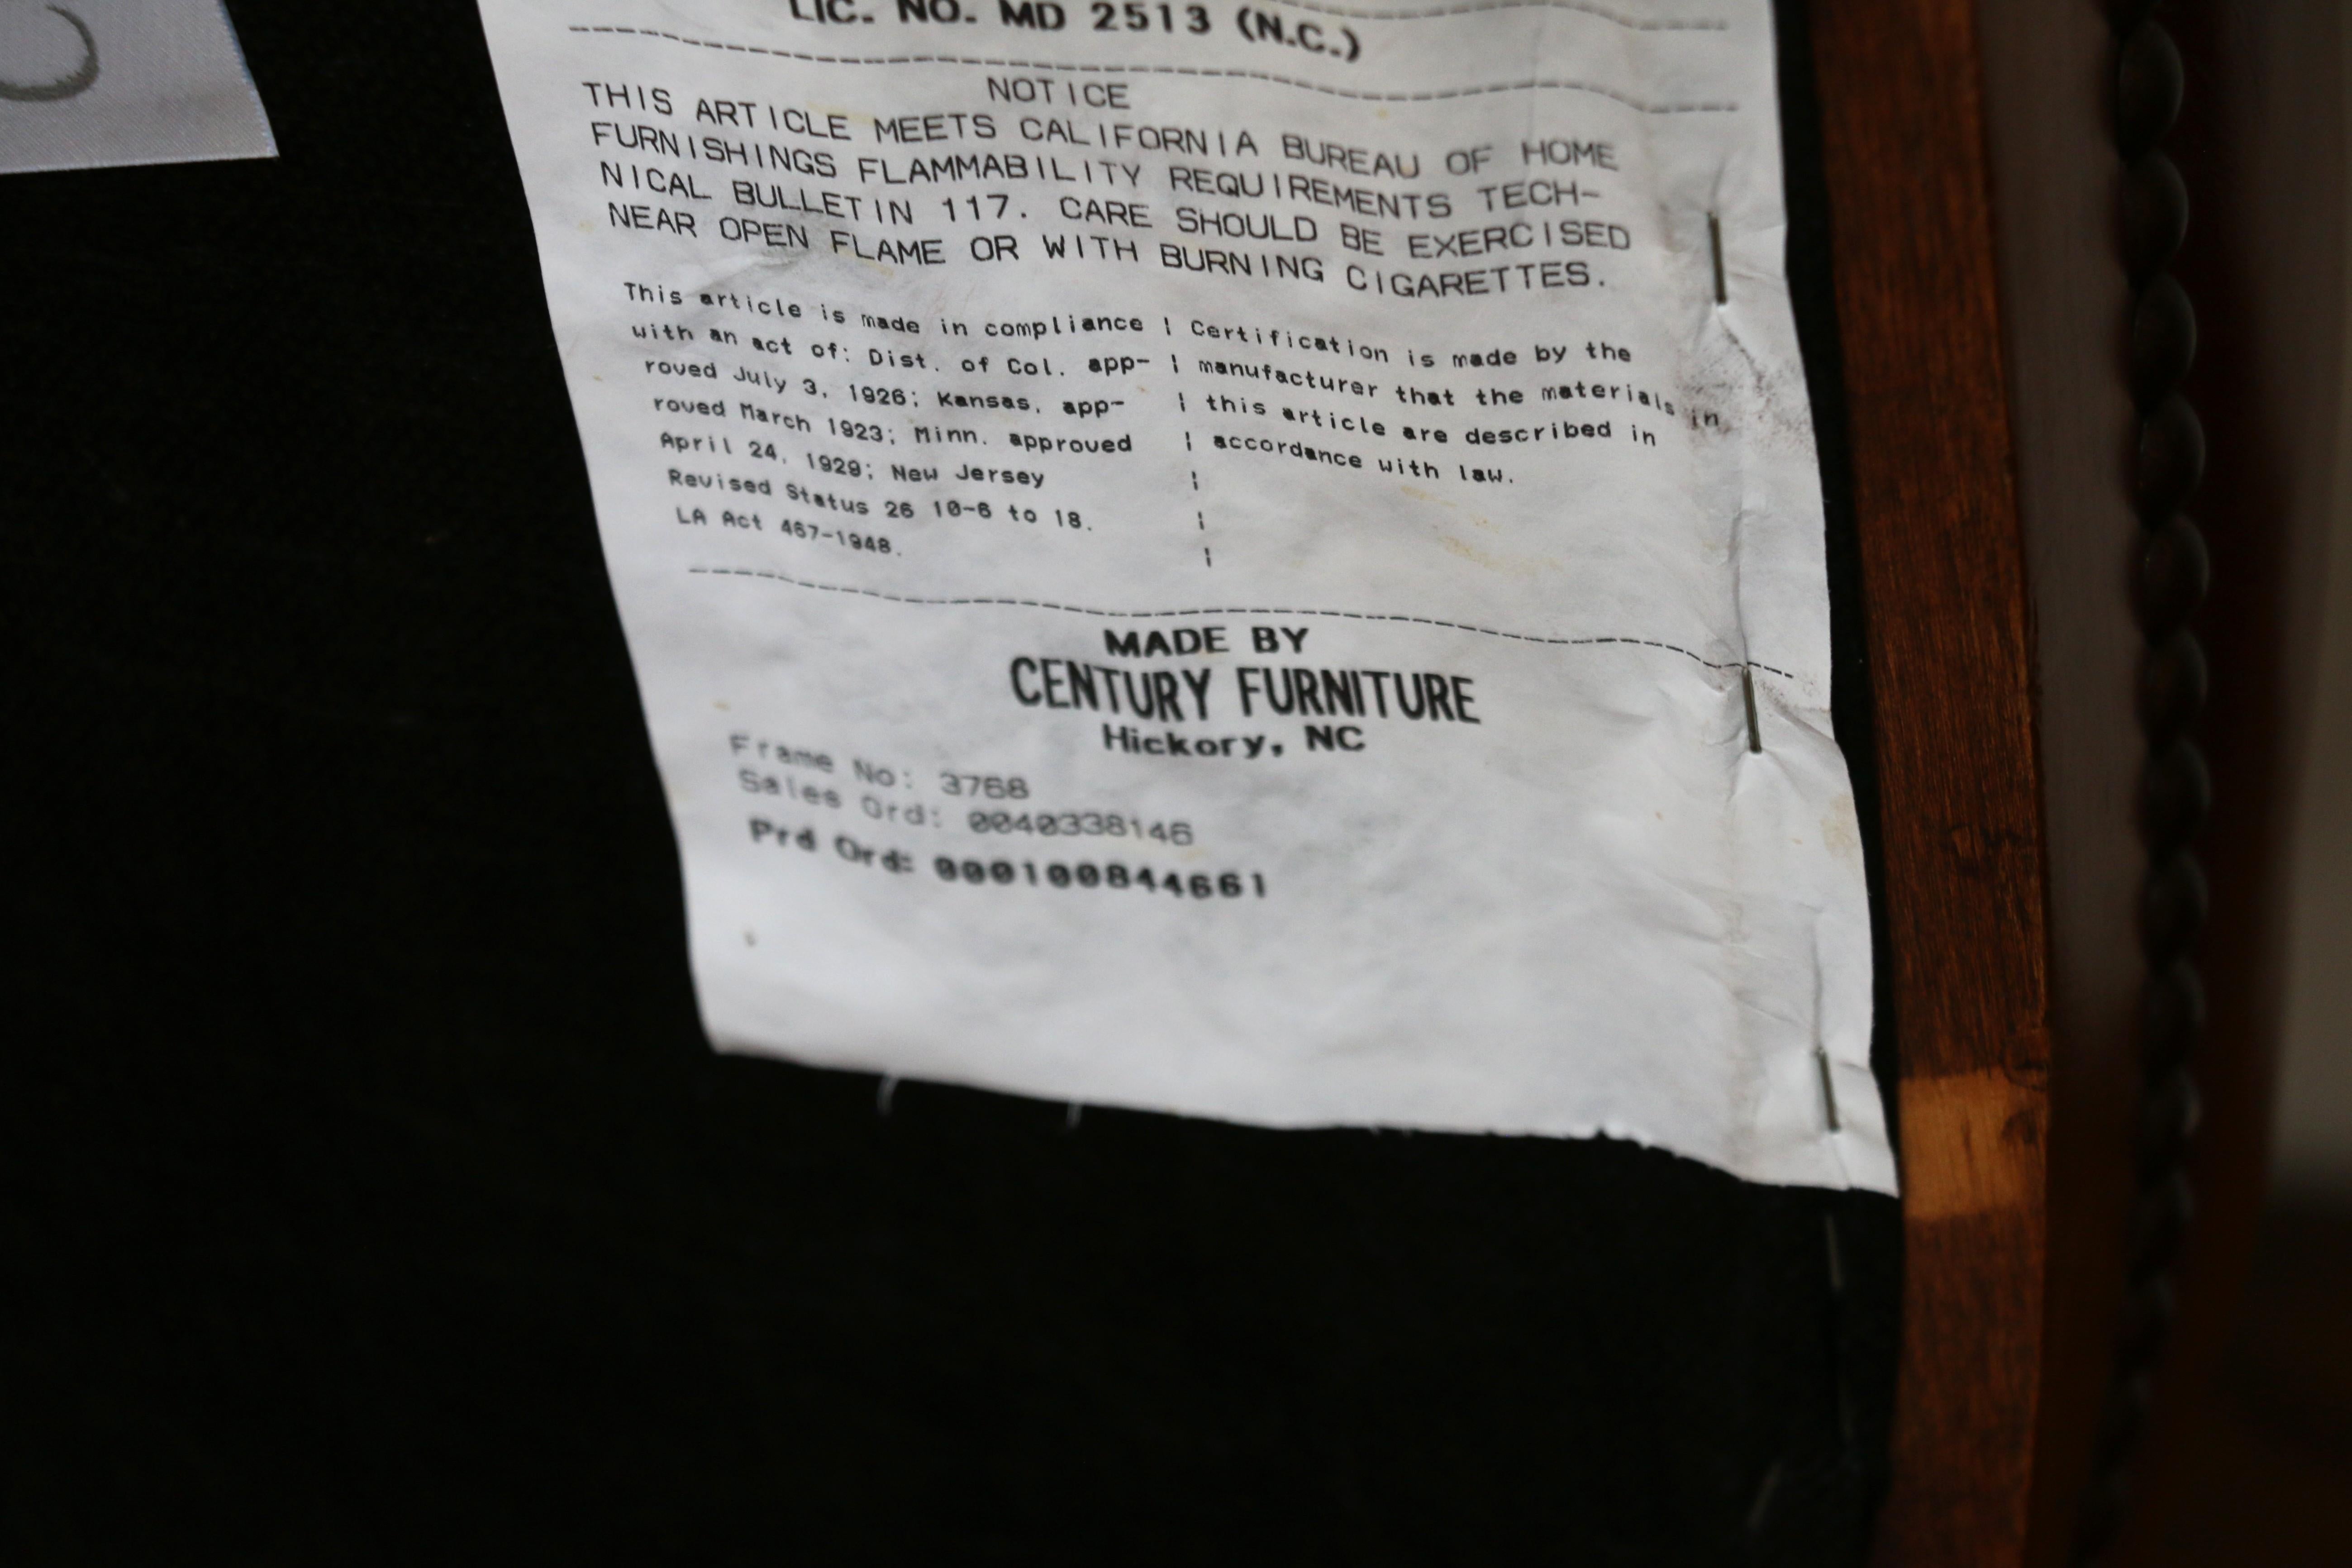 LIC. NO. MD 2513 (N.C.)
NOTICE
THIS ARTICLE MEETS CALIFORNIA BUREAU OF HOME
FURNISHINGS FLAMMABILITY REQUIREMENTS TECH-
NICAL BULLETIN 117. CARE SHOULD BE EXERCISED
NEAR OPEN FLAME OR WITH BURNING CIGARETTES.
This article is made in compliance
with an act of: Dist. of Col. app-
roved July 3, 1926; Kansas, app-
roved March 1923; Minn. approved
April 24, 1929; New Jersey
Revised Status 26 10-6 to 18.
LA Act 467-1948.
Certification is made by the
manufacturer that the materials in
this article are described in
accordance with law.
MADE BY
CENTURY FURNITURE
Hickory, NC
Frame No: 3768
Sales Ord: 0040338146
Prd Ord: 000100844661